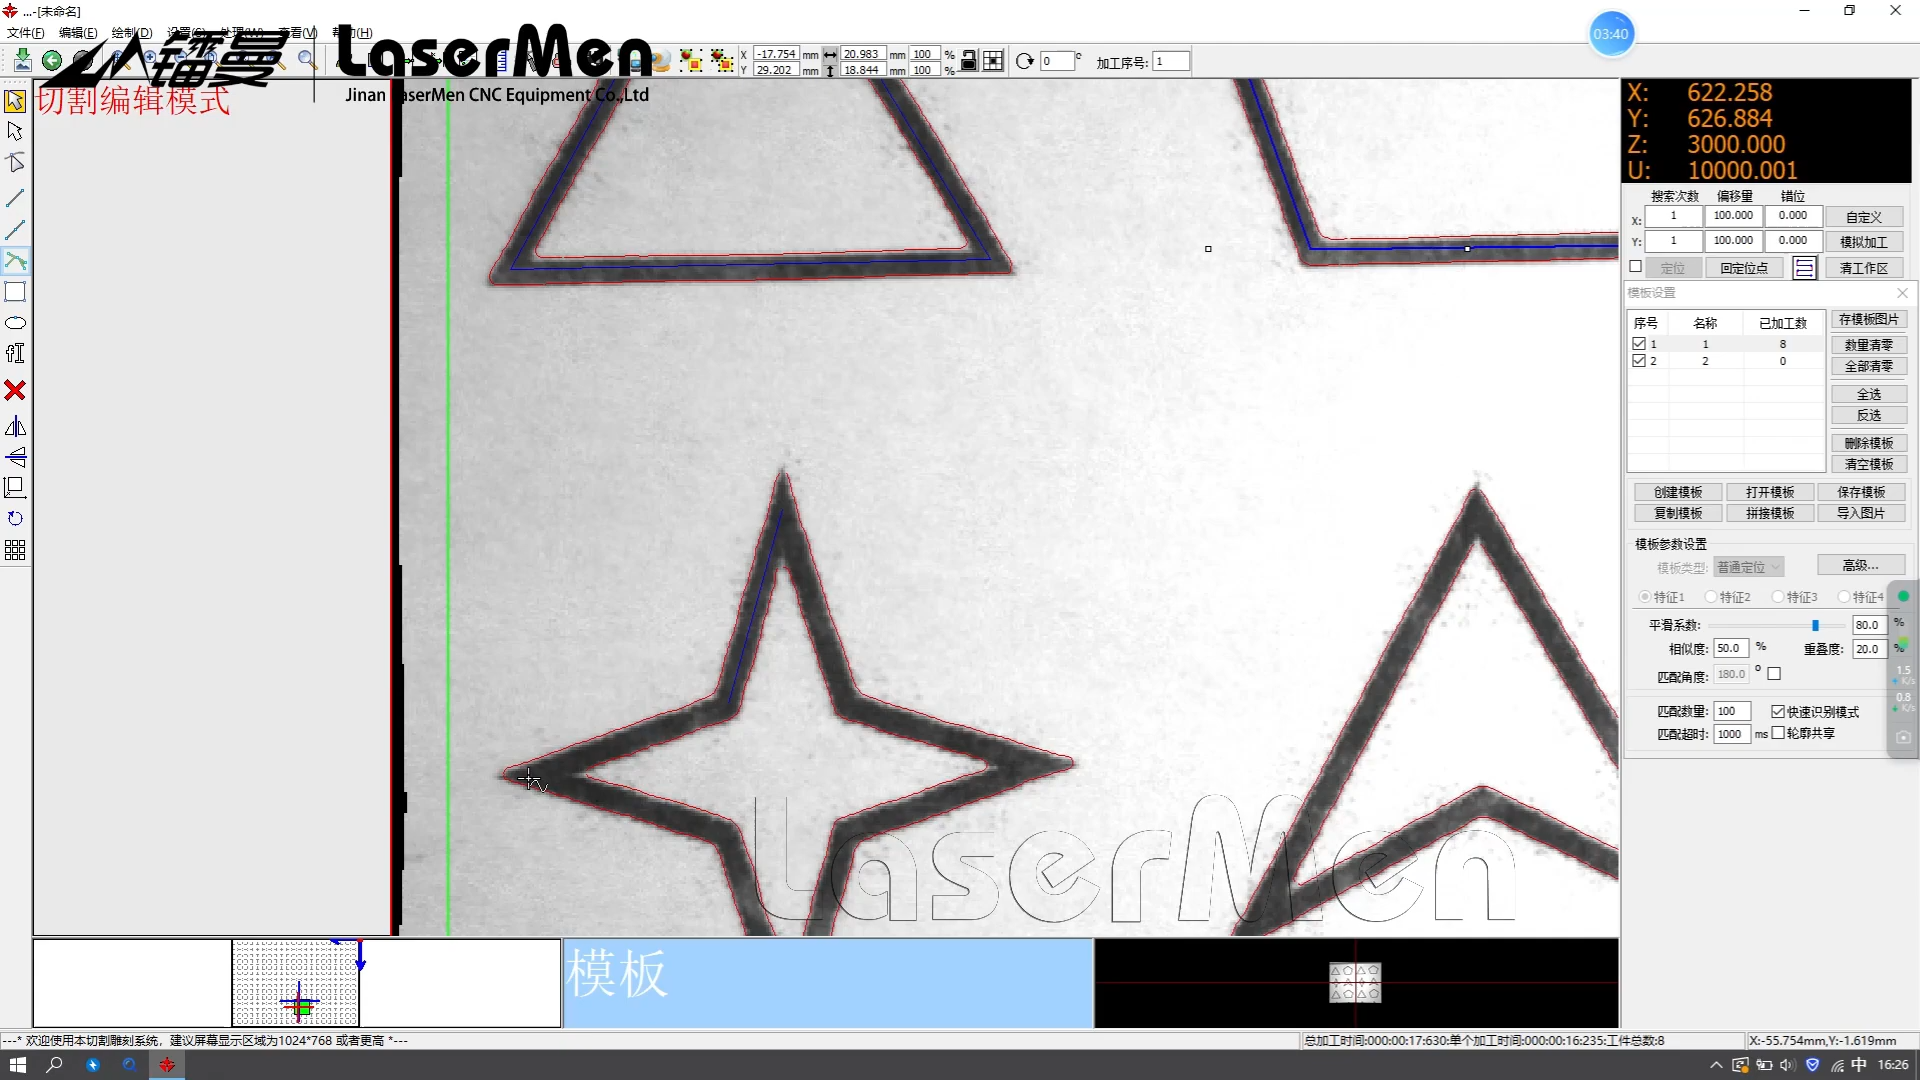 ...-[未命名]
文件(F) 编辑(E) 绘制(D) 设置(S) 处理(W) 查看(V) 帮助(H)
03:40
镭曼 LaserMen
Jinan LaserMen CNC Equipment Co.,Ltd
X -17.754 mm 20.983 mm 100 %
Y 29.202 mm 18.844 mm 100 %
0 °
加工序号: 1
切割编辑模式
X: 622.258
Y: 626.884
Z: 3000.000
U: 10000.001
搜索次数 偏移量 错位
X: 1 100.000 0.000 自定义
Y: 1 100.000 0.000 模拟加工
定位 回定位点 清工作区
模板设置
序号 名称 已加工数 存模板图片
1 1 8 数量清零
2 2 0 全部清零
全选
反选
删除模板
清空模板
创建模板 打开模板 保存模板
复制模板 拼接模板 导入图片
模板参数设置
模板类型: 普通定位 高级...
特征1 特征2 特征3 特征4
平滑系数: 80.0 %
相似度: 50.0 % 重叠度: 20.0 %
匹配角度: 180.0 °
1.5
K/s
0.8
K/s
匹配数量: 100 快速识别模式
匹配超时: 1000 ms 轮廓共享
LaserMen
模板
---* 欢迎使用本切割雕刻系统，建议屏幕显示区域为1024*768 或者更高 *---
总加工时间:000:00:17:630:单个加工时间:000:00:16:235:工件总数:8
X:-55.754mm,Y:-1.619mm
中 16:26